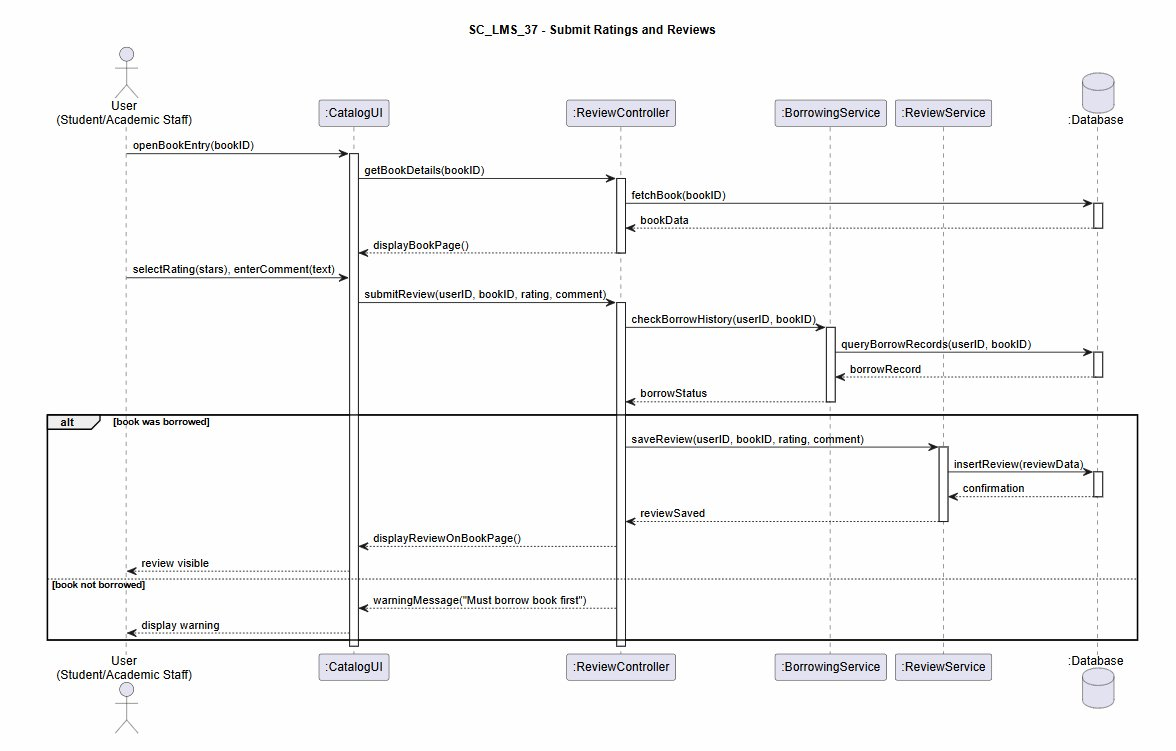 SC_LMS_37 - Submit Ratings and Reviews
User
(Student/Academic Staff)
:CatalogUI
:ReviewController
:BorrowingService
:ReviewService
:Database
openBookEntry(bookID)
getBookDetails(bookID)
fetchBook(bookID)
bookData
displayBookPage()
selectRating(stars), enterComment(text)
submitReview(userID, bookID, rating, comment)
checkBorrowHistory(userID, bookID)
queryBorrowRecords(userID, bookID)
borrowRecord
borrowStatus
alt
[book was borrowed]
saveReview(userID, bookID, rating, comment)
insertReview(reviewData)
confirmation
reviewSaved
displayReviewOnBookPage()
review visible
[book not borrowed]
warningMessage("Must borrow book first")
display warning
User
(Student/Academic Staff)
:CatalogUI
:ReviewController
:BorrowingService
:ReviewService
:Database